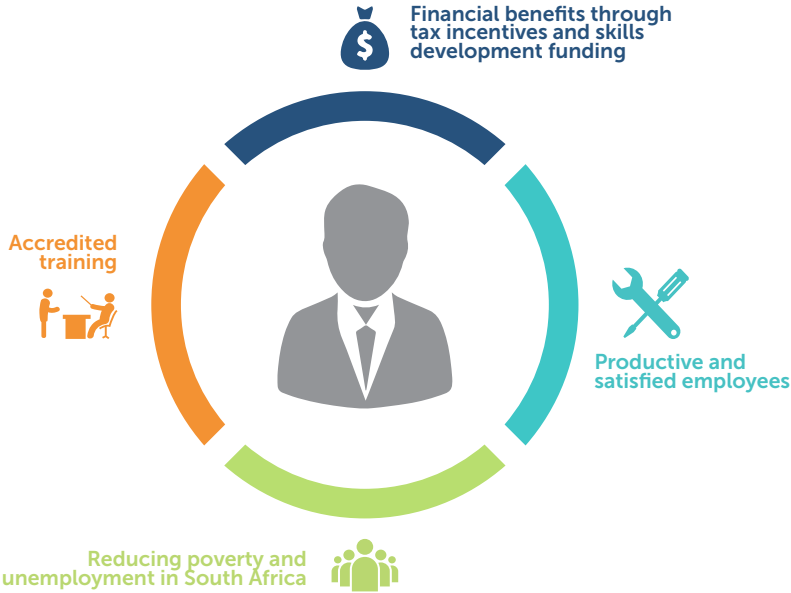 Financial benefits through
tax incentives and skills
development funding
$
Accredited
training
Productive and
satisfied employees
Reducing poverty and
unemployment in South Africa